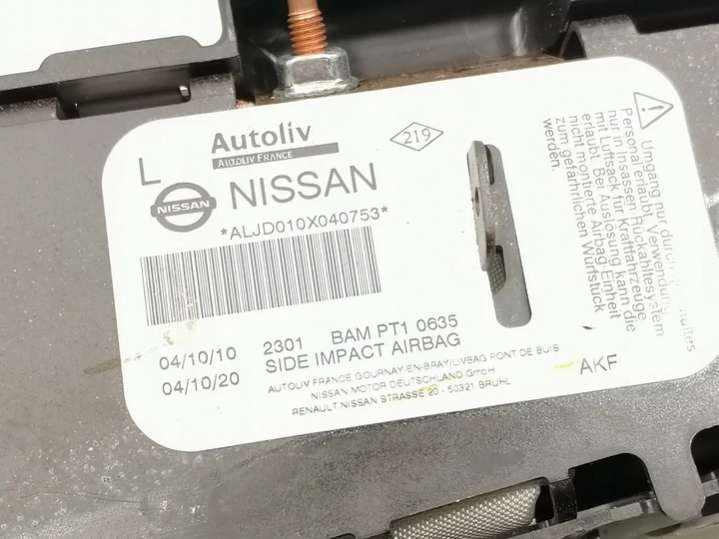 L
Autoliv
AUTOLIV FRANCE
219
NISSAN
NISSAN
*ALJD010X040753*
04/10/10 2301 BAM PT1 0635
04/10/20 SIDE IMPACT AIRBAG
AUTOLIV FRANCE GOURNAY-EN-BRAY/LIVBAG PONT DE BUIS
NISSAN MOTOR DEUTSCHLAND GmbH
RENAULT NISSAN STRASSE 20 - 50321 BRUHL
AKF
Umgang nur durch
Personal erlaubt. Verwendung
nur in Insassen Rückahltesystem
mit Luftsack für Kraftfahrzeuge
erlaubt. Bei Auslösung kann die
nicht montierte Airbag Einheit
zum gefährlichen Wurfstück
werden.